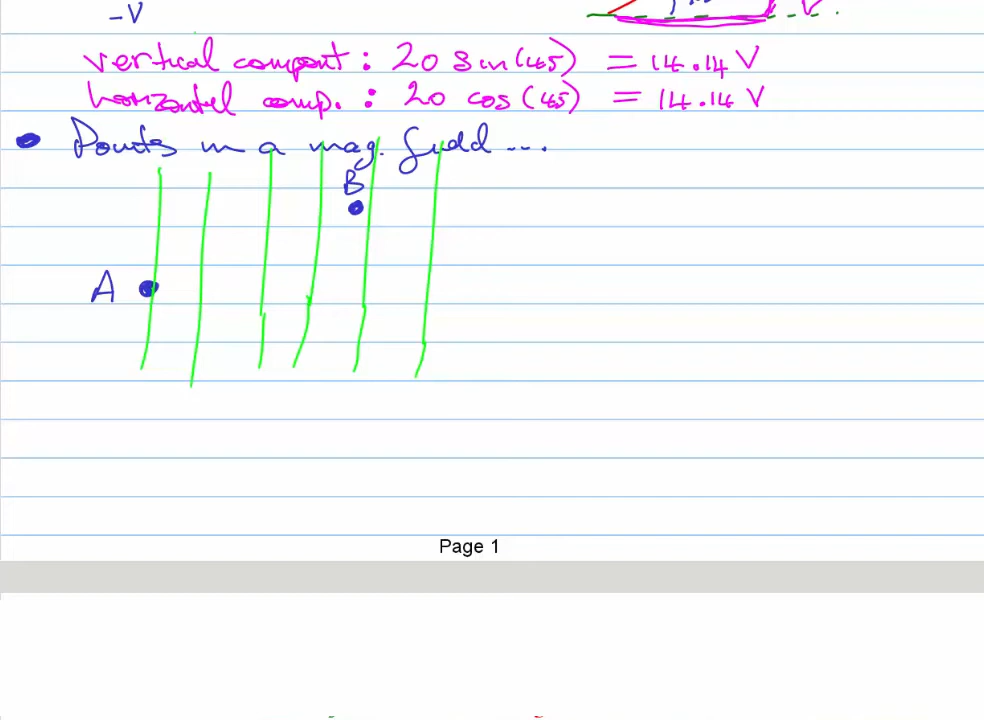 -V
V
vertical compont : 20 sin(45) = 14.14 V
horizontal comp. : 20 cos(45) = 14.14 V
Points in a mag. field ...
B
A
Page 1